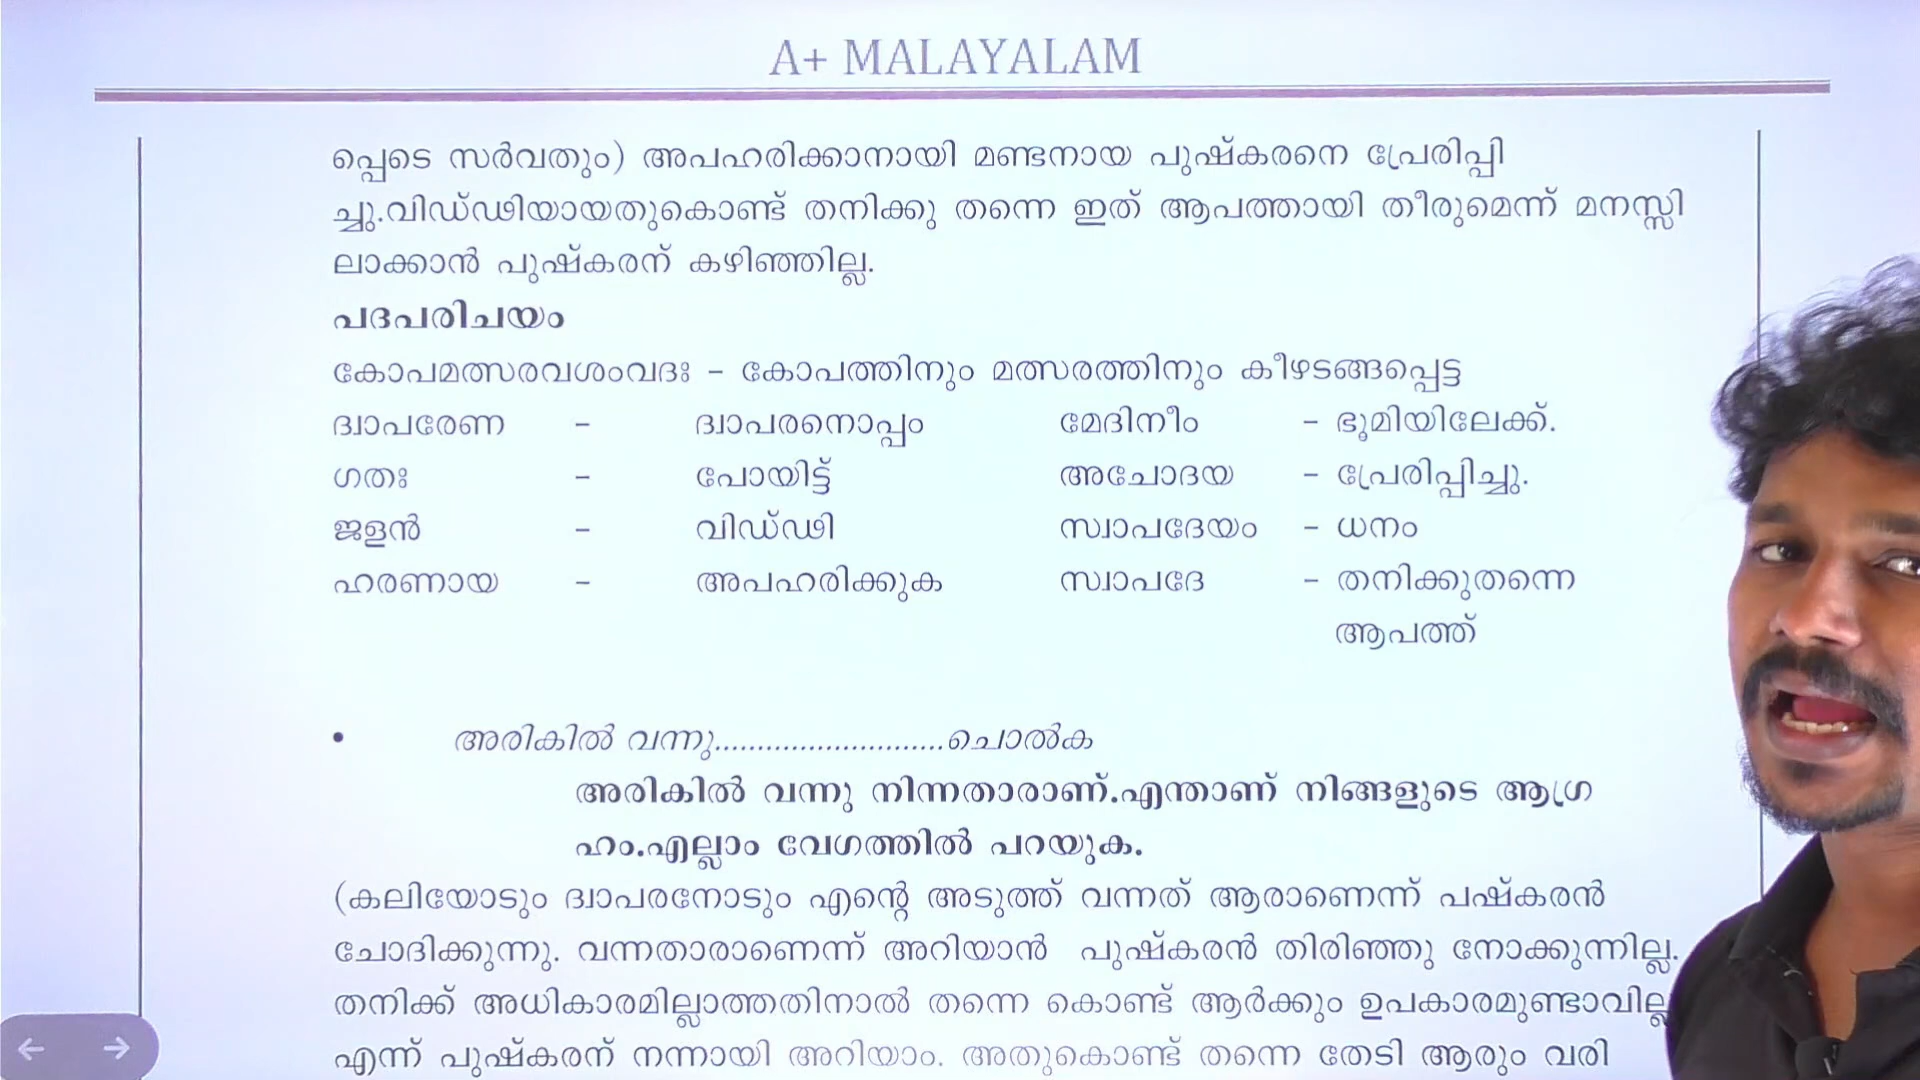 A+ MALAYALAM
പ്പെടെ സർവതും) അപഹരിക്കാനായി മണ്ടനായ പുഷ്കരനെ പ്രേരിപ്പി
ച്ചു.വിഡ്ഢിയായതുകൊണ്ട് തനിക്കു തന്നെ ഇത് ആപത്തായി തീരുമെന്ന് മനസ്സി
ലാക്കാൻ പുഷ്കരന് കഴിഞ്ഞില്ല.
പദപരിചയം
കോപമത്സരവശംവദഃ - കോപത്തിനും മത്സരത്തിനും കീഴടങ്ങപ്പെട്ട
ദ്വാപരേണ - ദ്വാപരനൊപ്പം മേദിനീം - ഭൂമിയിലേക്ക്.
ഗതഃ - പോയിട്ട് അചോദയ - പ്രേരിപ്പിച്ചു.
ജളൻ - വിഡ്ഢി സ്വാപദേയം - ധനം
ഹരണായ - അപഹരിക്കുക സ്വാപദേ - തനിക്കുതന്നെ
ആപത്ത്
• അരികിൽ വന്നു...........................ചൊൽക
അരികിൽ വന്നു നിന്നതാരാണ്.എന്താണ് നിങ്ങളുടെ ആഗ്ര
ഹം.എല്ലാം വേഗത്തിൽ പറയുക.
(കലിയോടും ദ്വാപരനോടും എന്റെ അടുത്ത് വന്നത് ആരാണെന്ന് പഷ്കരൻ
ചോദിക്കുന്നു. വന്നതാരാണെന്ന് അറിയാൻ പുഷ്കരൻ തിരിഞ്ഞു നോക്കുന്നില്ല.
തനിക്ക് അധികാരമില്ലാത്തതിനാൽ തന്നെ കൊണ്ട് ആർക്കും ഉപകാരമുണ്ടാവില്ല
എന്ന് പുഷ്കരന് നന്നായി അറിയാം. അതുകൊണ്ട് തന്നെ തേടി ആരും വരി